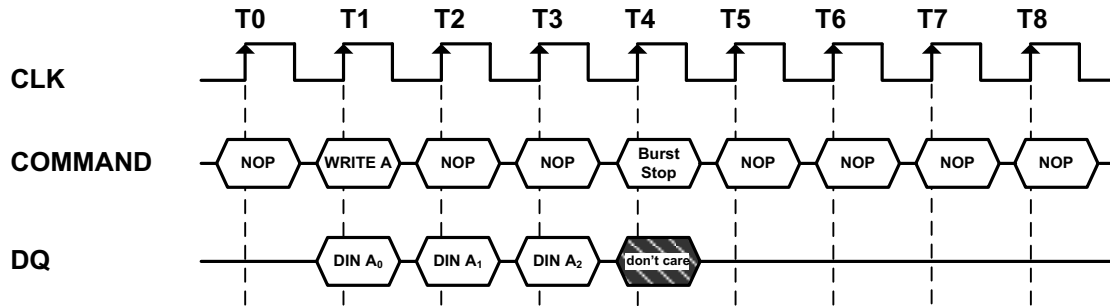 T0 T1 T2 T3 T4 T5 T6 T7 T8
CLK
COMMAND NOP WRITE A NOP NOP Burst Stop NOP NOP NOP NOP
DQ DIN A₀ DIN A₁ DIN A₂ don't care